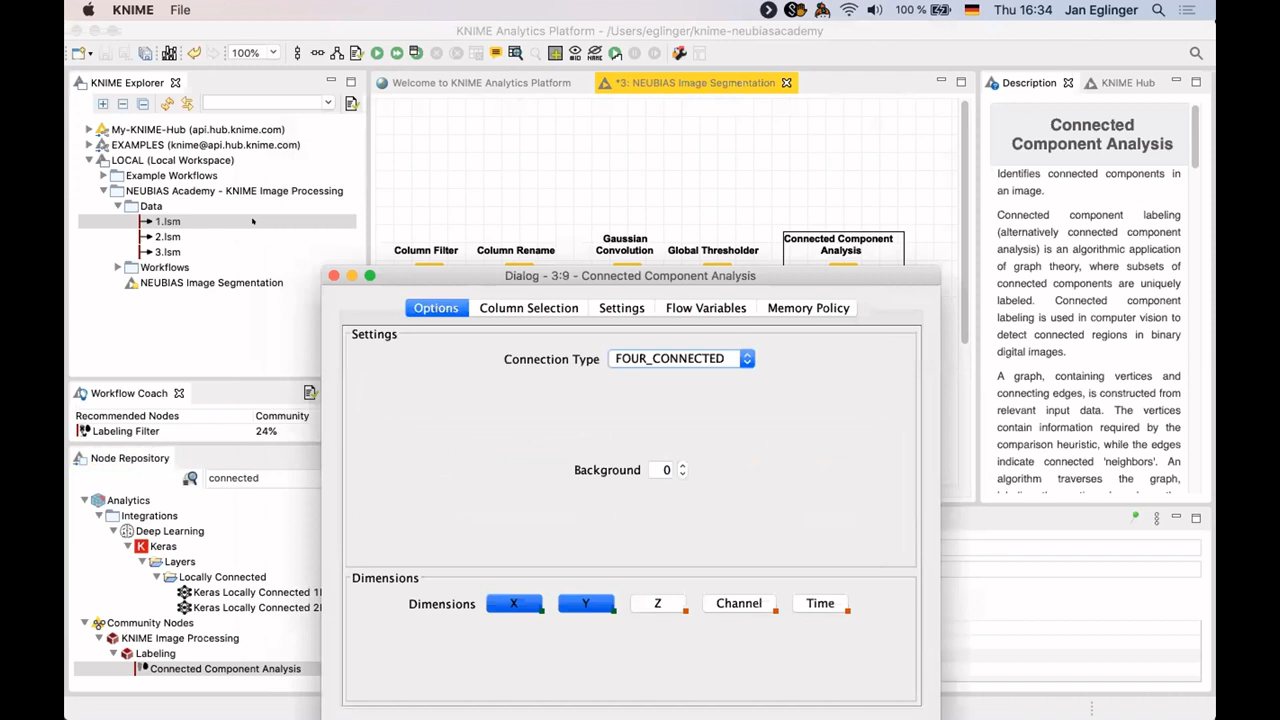 KNIME File 100 % Thu 16:34 Jan Eglinger
KNIME Analytics Platform - /Users/eglinger/knime-neubiasacademy
100%
KNIME Explorer
Welcome to KNIME Analytics Platform
*3: NEUBIAS Image Segmentation
Description
KNIME Hub
My-KNIME-Hub (api.hub.knime.com)
EXAMPLES (knime@api.hub.knime.com)
LOCAL (Local Workspace)
Example Workflows
NEUBIAS Academy - KNIME Image Processing
Data
1.lsm
2.lsm
3.lsm
Workflows
NEUBIAS Image Segmentation
Column Filter
Column Rename
Gaussian
Convolution
Global Thresholder
Connected Component
Analysis
Connected
Component Analysis
Identifies connected components in
an image.
Connected component labeling
(alternatively connected component
analysis) is an algorithmic application
of graph theory, where subsets of
connected components are uniquely
labeled. Connected component
labeling is used in computer vision to
detect connected regions in binary
digital images.
A graph, containing vertices and
connecting edges, is constructed from
relevant input data. The vertices
contain information required by the
comparison heuristic, while the edges
indicate connected 'neighbors'. An
algorithm traverses the graph,
Workflow Coach
Recommended Nodes Community
Labeling Filter 24%
Node Repository
connected
Analytics
Integrations
Deep Learning
K Keras
Layers
Locally Connected
Keras Locally Connected 1
Keras Locally Connected 2
Community Nodes
KNIME Image Processing
Labeling
Connected Component Analysis
Dialog - 3:9 - Connected Component Analysis
Options Column Selection Settings Flow Variables Memory Policy
Settings
Connection Type FOUR_CONNECTED
Background 0
Dimensions
Dimensions X Y Z Channel Time